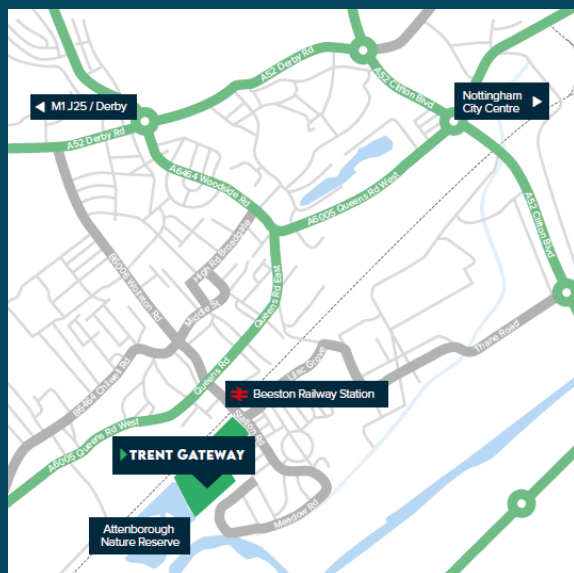 A52 Derby Rd
A52 Clifton Blvd
Nottingham
City Centre
M1 J25 / Derby
A52 Derby Rd
A6464 Woodside Rd
A6005 Queens Rd West
A52 Clifton Blvd
High Rd Broadgate
B6006 Wollaton Rd
Middle St
Queens Rd East
Thane Road
Lilac Grove
Queens Rd
B6464 Chilwell Rd
Beeston Railway Station
Station Rd
A6005 Queens Rd West
TRENT GATEWAY
Meadow Rd
Attenborough
Nature Reserve